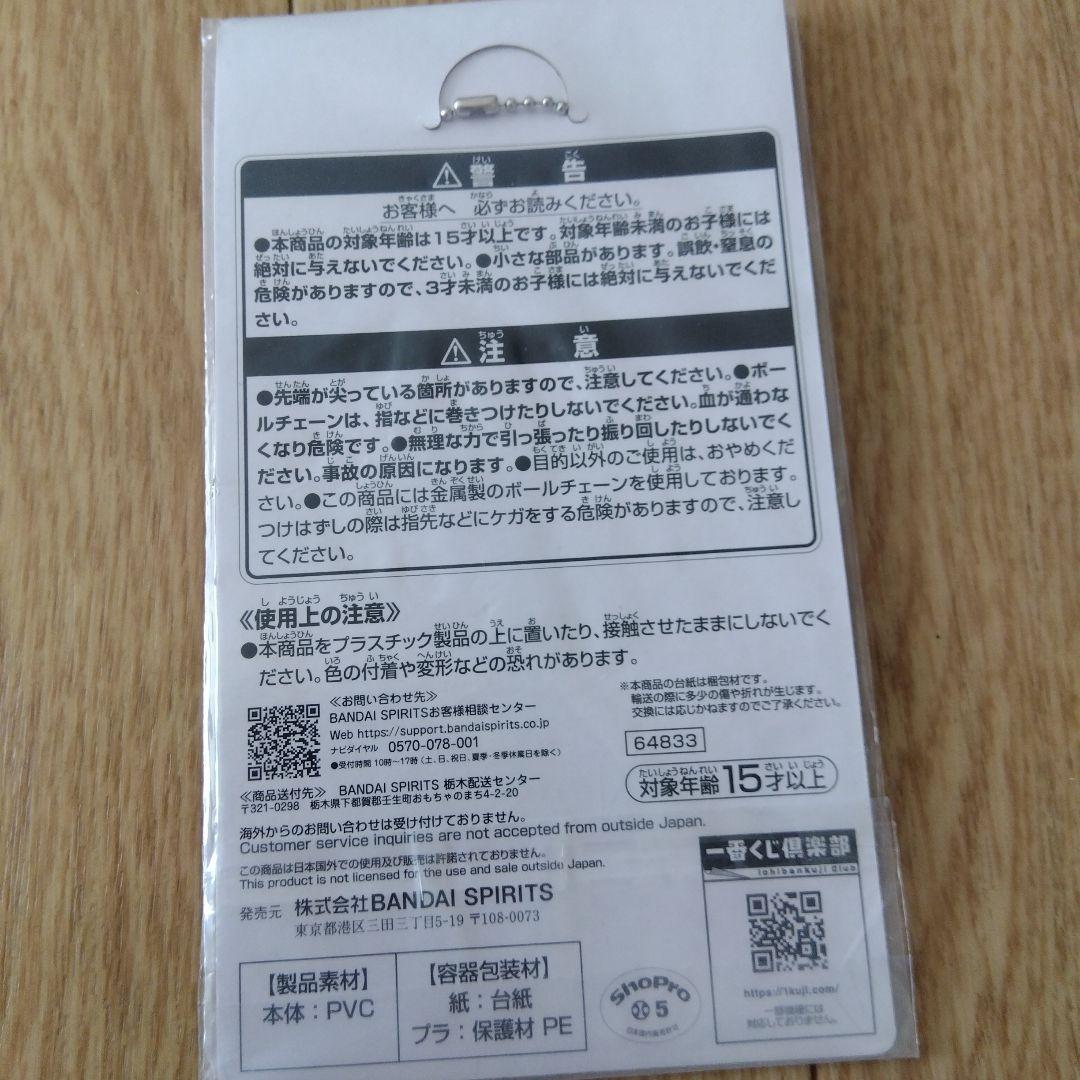 ⚠警告
お客様へ 必ずお読みください。
●本商品の対象年齢は15才以上です。対象年齢未満のお子様には
絶対に与えないでください。●小さな部品があります。誤飲・窒息の
危険がありますので、3才未満のお子様には絶対に与えないでくだ
さい。
⚠注意
●先端が尖っている箇所がありますので、注意してください。●ボー
ルチェーンは、指などに巻きつけたりしないでください。血が通わな
くなり危険です。●無理な力で引っ張ったり振り回したりしないでく
ださい。事故の原因になります。●目的以外のご使用は、おやめくだ
さい。●この商品には金属製のボールチェーンを使用しております。
つけはずしの際は指先などにケガをする危険がありますので、注意し
てください。
《使用上の注意》
●本商品をプラスチック製品の上に置いたり、接触させたままにしないでく
ださい。色の付着や変形などの恐れがあります。
≪お問い合わせ先≫
BANDAI SPIRITSお客様相談センター
Web https://support.bandaispirits.co.jp
ナビダイヤル 0570-078-001
●受付時間 10時〜17時(土、日、祝日、夏季・冬季休業日を除く)
※本商品の台紙は梱包材です。
輸送の際に多少の傷や折れが生じます。
交換には応じかねますのでご了承ください。
64833
対象年齢15才以上
≪商品送付先≫ BANDAI SPIRITS 栃木配送センター
〒321-0298 栃木県下都賀郡壬生町おもちゃのまち4-2-20
海外からのお問い合わせは受け付けておりません。
Customer service inquiries are not accepted from outside Japan.
この商品は日本国外での使用及び販売は許諾されておりません。
This product is not licensed for the use and sale outside Japan.
発売元 株式会社BANDAI SPIRITS
東京都港区三田三丁目5-19 〒108-0073
一番くじ倶楽部
Ichibankuji Club
https://1kuji.com/
一部機種には
対応しておりません。
【製品素材】
本体:PVC
【容器包装材】
紙:台紙
プラ:保護材 PE
ShoPro
5